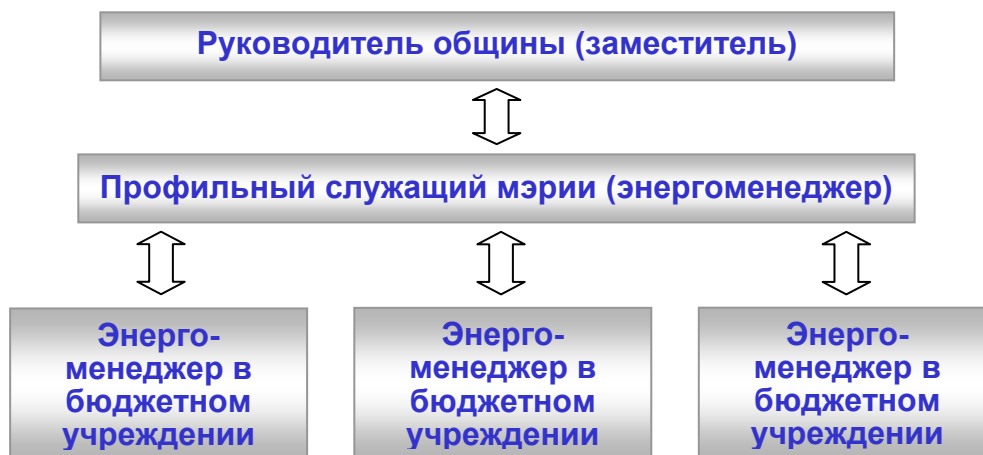 Руководитель общины (заместитель)
Профильный служащий мэрии (энергоменеджер)
Энерго-
менеджер в
бюджетном
учреждении
Энерго-
менеджер в
бюджетном
учреждении
Энерго-
менеджер в
бюджетном
учреждении